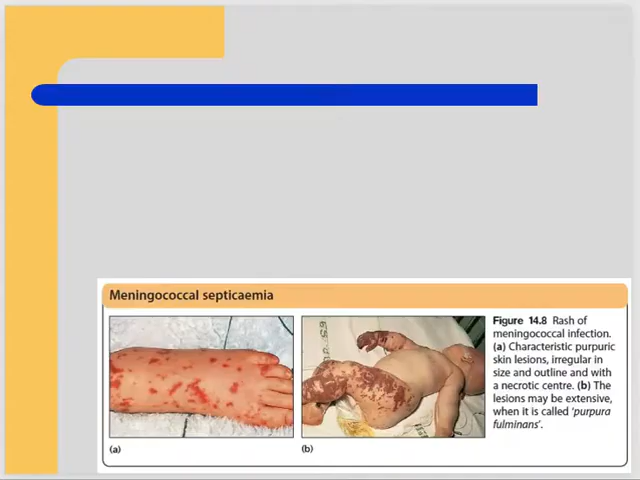 Meningococcal septicaemia
Figure 14.8 Rash of
meningococcal infection.
(a) Characteristic purpuric
skin lesions, irregular in
size and outline and with
a necrotic centre. (b) The
lesions may be extensive,
when it is called 'purpura
fulminans'.
(a)
(b)